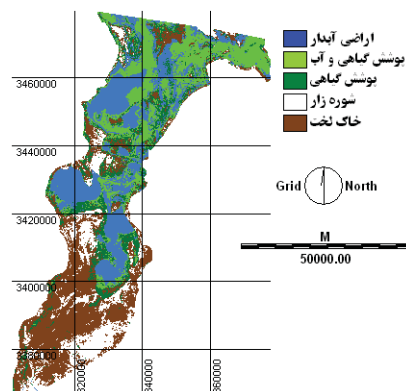 اراضی آبدار
پوشش گیاهی و آب
پوشش گیاهی
شوره زار
خاک لخت
Grid North
M
50000.00
3460000
3440000
3420000
3400000
3380000
320000
340000
360000